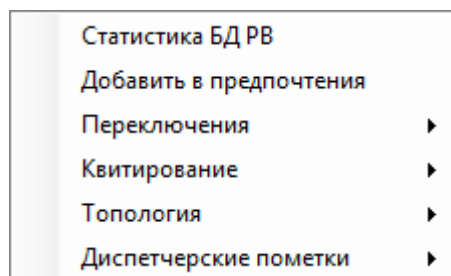 Статистика БД РВ
Добавить в предпочтения
Переключения
Квитирование
Топология
Диспетчерские пометки